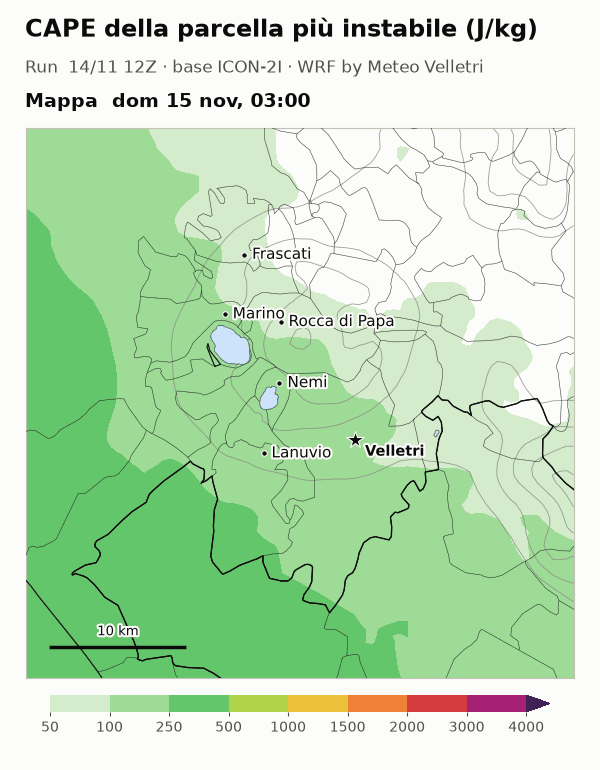 CAPE della parcella più instabile (J/kg)
Run  14/11 12Z · base ICON-2I · WRF by Meteo Velletri
Mappa  dom 15 nov, 03:00
Frascati
Marino
Rocca di Papa
Nemi
Velletri
Lanuvio
10 km
50 100 250 500 1000 1500 2000 3000 4000